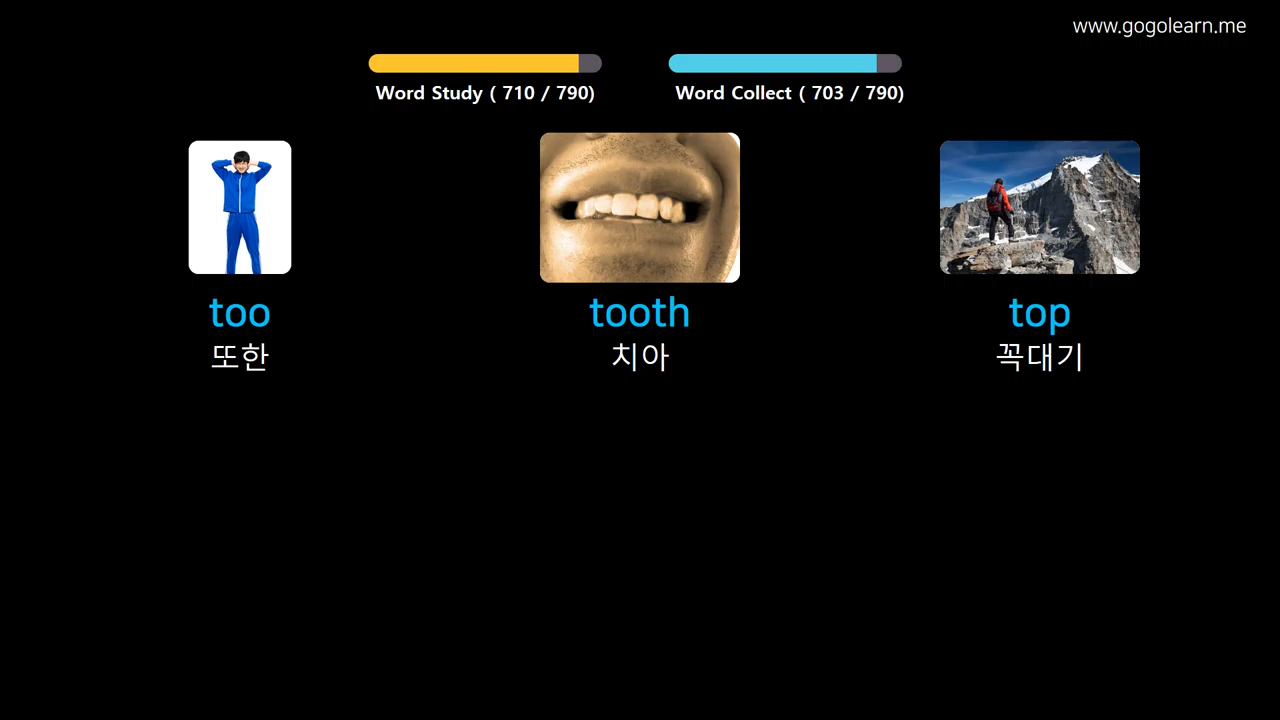 www.gogolearn.me
Word Study ( 710 / 790)
Word Collect ( 703 / 790)
too
또한
tooth
치아
top
꼭대기